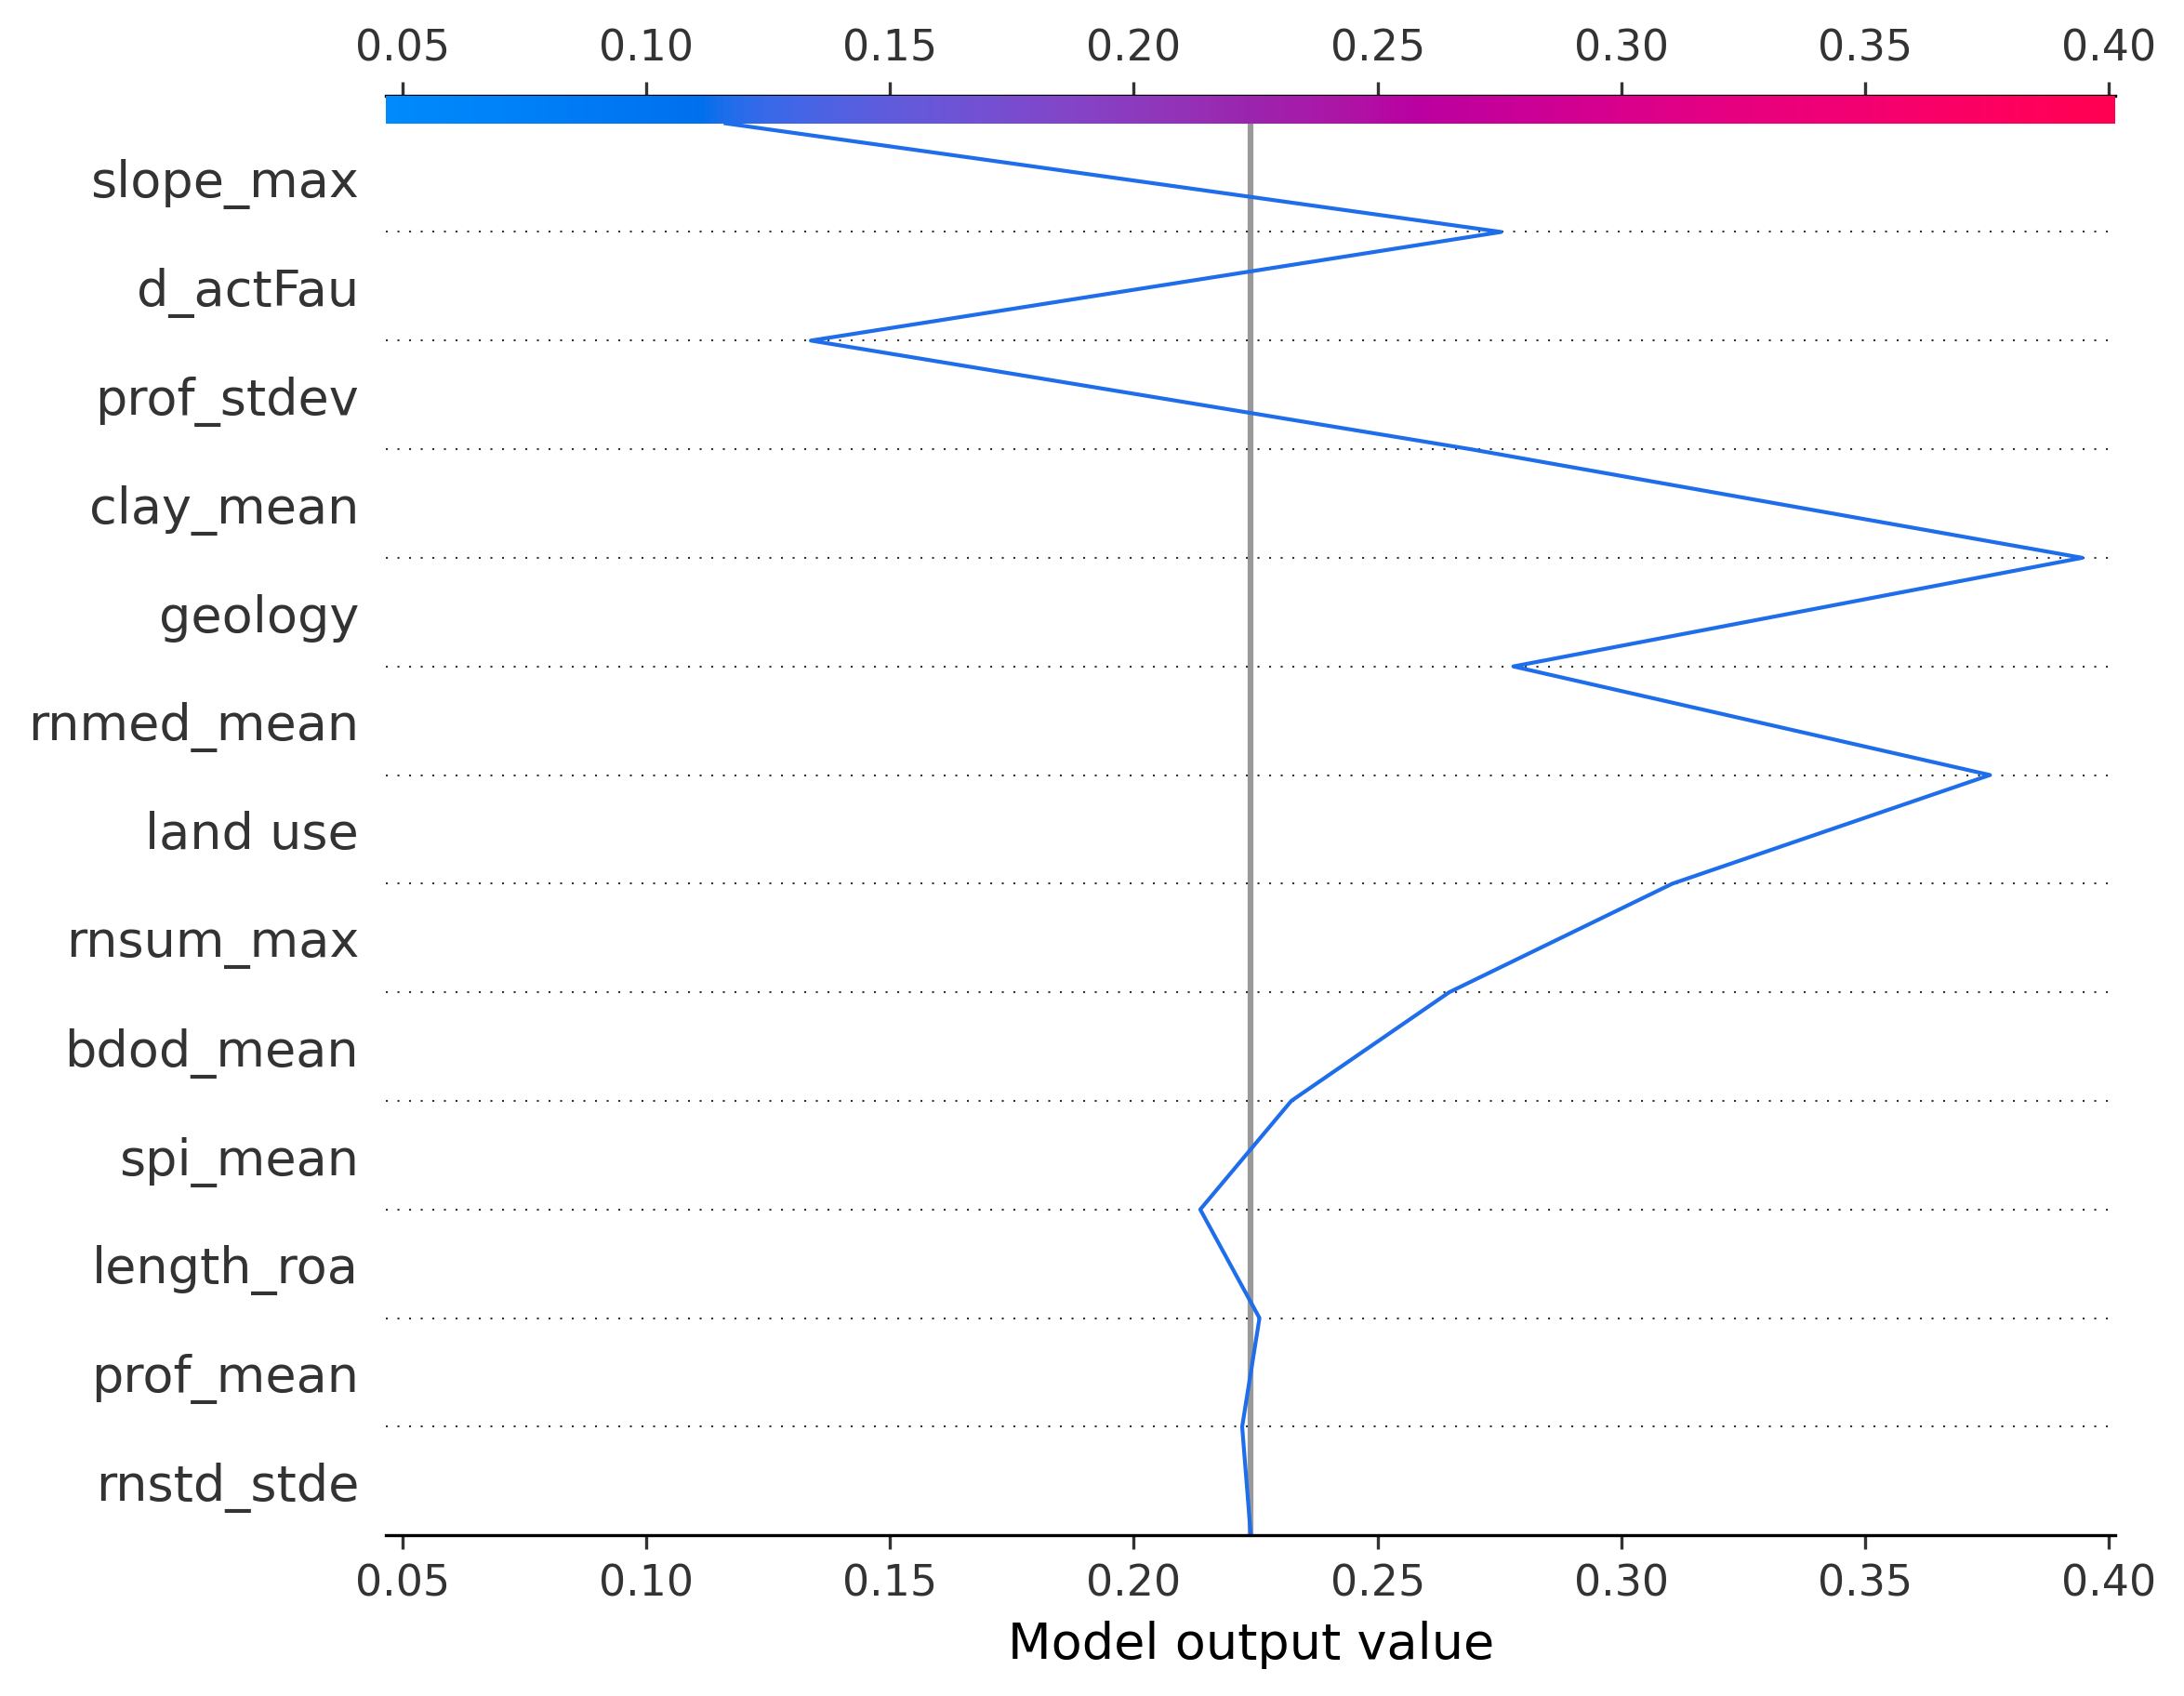 0.05 0.10 0.15 0.20 0.25 0.30 0.35 0.40
slope_max
d_actFau
prof_stdev
clay_mean
geology
rnmed_mean
land use
rnsum_max
bdod_mean
spi_mean
length_roa
prof_mean
rnstd_stde
0.05 0.10 0.15 0.20 0.25 0.30 0.35 0.40
Model output value